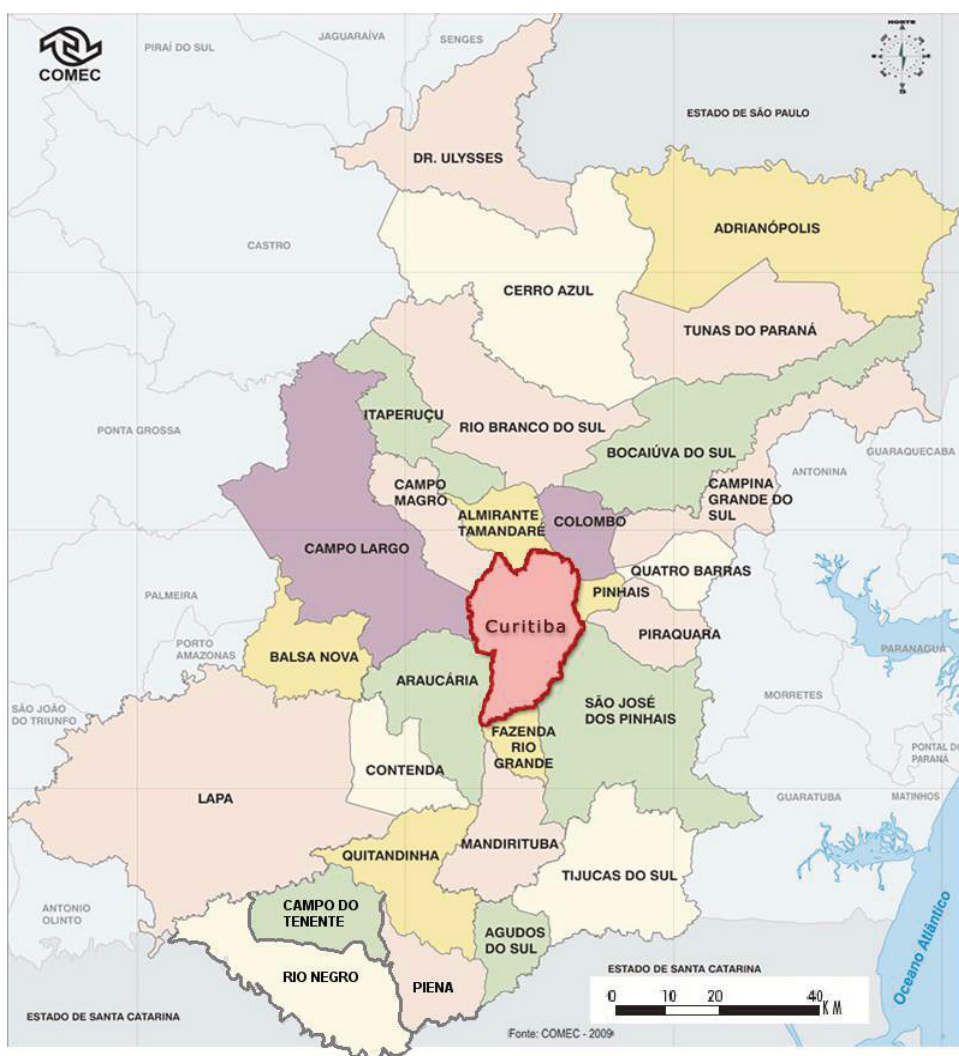 COMEC
PIRAÍ DO SUL
JAGUARAÍVA
SENGES
NORTE
S
ESTADO DE SÃO PAULO
DR. ULYSSES
CASTRO
ADRIANÓPOLIS
CERRO AZUL
TUNAS DO PARANÁ
ITAPERUÇU
PONTA GROSSA
RIO BRANCO DO SUL
BOCAIÚVA DO SUL
GUARAQUECABA
ANTONINA
CAMPO
MAGRO
CAMPINA
GRANDE DO
SUL
ALMIRANTE
TAMANDARÉ
COLOMBO
CAMPO LARGO
QUATRO BARRAS
PINHAIS
PALMEIRA
Curitiba
PIRAQUARA
PORTO
AMAZONAS
BALSA NOVA
PARANAGUÁ
ARAUCÁRIA
SÃO JOSÉ
DOS PINHAIS
MORRETES
SÃO JOÃO
DO TRIUNFO
FAZENDA
RIO
GRANDE
PONTAL DO
PARANÁ
CONTENDA
LAPA
GUARATUBA
MATINHOS
MANDIRITUBA
QUITANDINHA
TIJUCAS DO SUL
ANTONIO
OLINTO
CAMPO DO
TENENTE
AGUDOS
DO SUL
Oceano Atlântico
RIO NEGRO
PIENA
ESTADO DE SANTA CATARINA
0 10 20 40 KM
ESTADO DE SANTA CATARINA
Fonte: COMEC - 2009